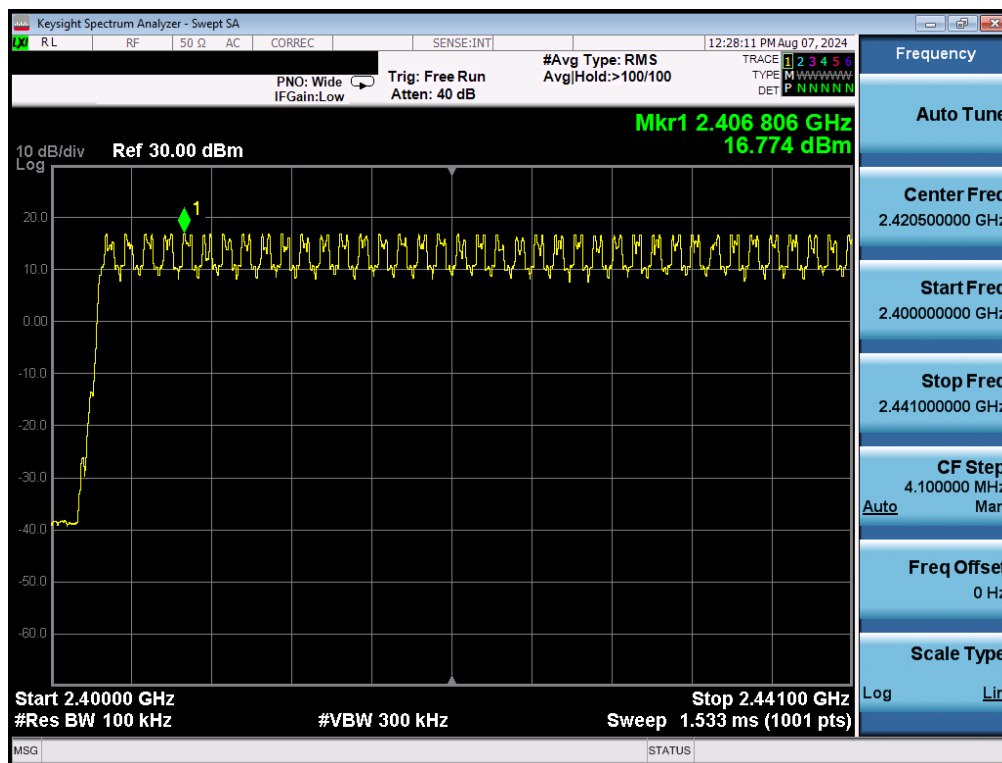 Keysight Spectrum Analyzer - Swept SA
LXI RL RF 50 Ω AC CORREC SENSE:INT 12:28:11 PM Aug 07, 2024
PNO: Wide
IFGain:Low
Trig: Free Run
Atten: 40 dB
#Avg Type: RMS
Avg|Hold:>100/100
TRACE 1 2 3 4 5 6
TYPE M WWWWW
DET P N N N N N
Mkr1 2.406 806 GHz
16.774 dBm
10 dB/div Ref 30.00 dBm
Log
1
20.0
10.0
0.00
-10.0
-20.0
-30.0
-40.0
-50.0
-60.0
Start 2.40000 GHz Stop 2.44100 GHz
#Res BW 100 kHz #VBW 300 kHz Sweep 1.533 ms (1001 pts)
MSG STATUS
Frequency
Auto Tune
Center Freq
2.420500000 GHz
Start Freq
2.400000000 GHz
Stop Freq
2.441000000 GHz
CF Step
4.100000 MHz
Auto Man
Freq Offset
0 Hz
Scale Type
Log Lin